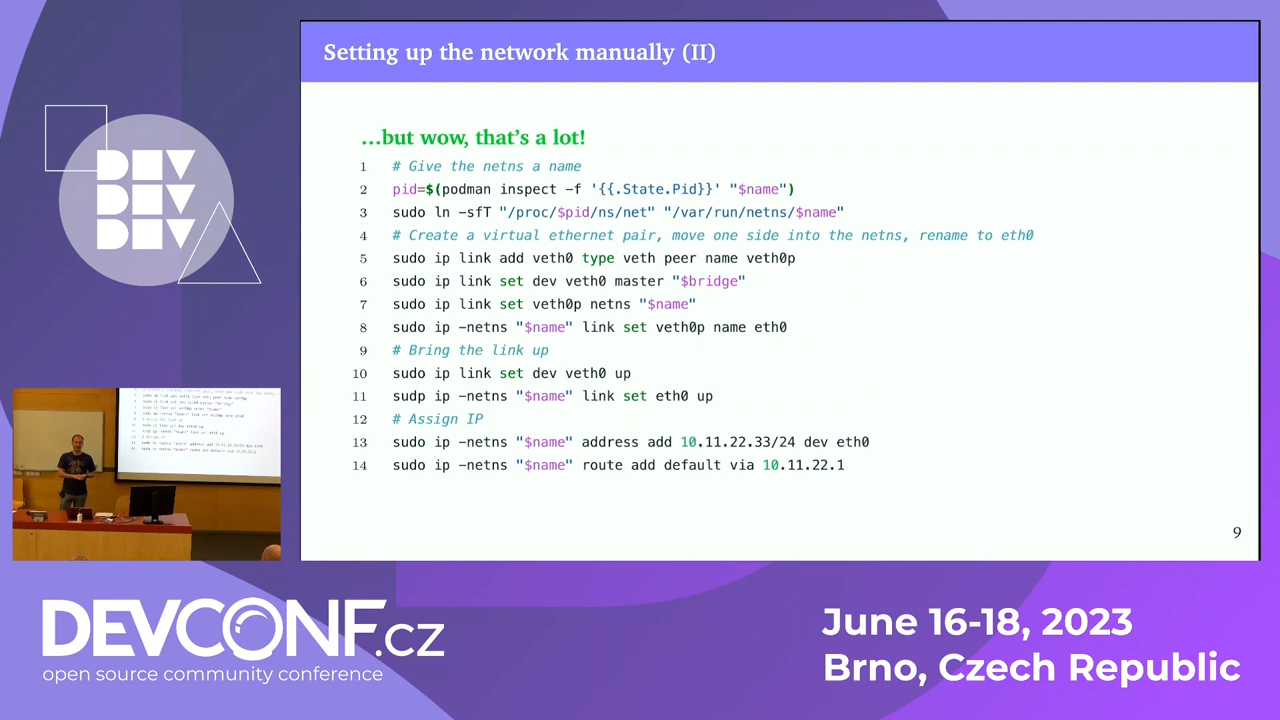 Setting up the network manually (II)
...but wow, that's a lot!
1 # Give the netns a name
2 pid=$(podman inspect -f '{{.State.Pid}}' "$name")
3 sudo ln -sfT "/proc/$pid/ns/net" "/var/run/netns/$name"
4 # Create a virtual ethernet pair, move one side into the netns, rename to eth0
5 sudo ip link add veth0 type veth peer name veth0p
6 sudo ip link set dev veth0 master "$bridge"
7 sudo ip link set veth0p netns "$name"
8 sudo ip -netns "$name" link set veth0p name eth0
9 # Bring the link up
10 sudo ip link set dev veth0 up
11 sudp ip -netns "$name" link set eth0 up
12 # Assign IP
13 sudo ip -netns "$name" address add 10.11.22.33/24 dev eth0
14 sudo ip -netns "$name" route add default via 10.11.22.1
9
DEV
DEV
DEV
DEVCONF.cz
open source community conference
June 16-18, 2023
Brno, Czech Republic